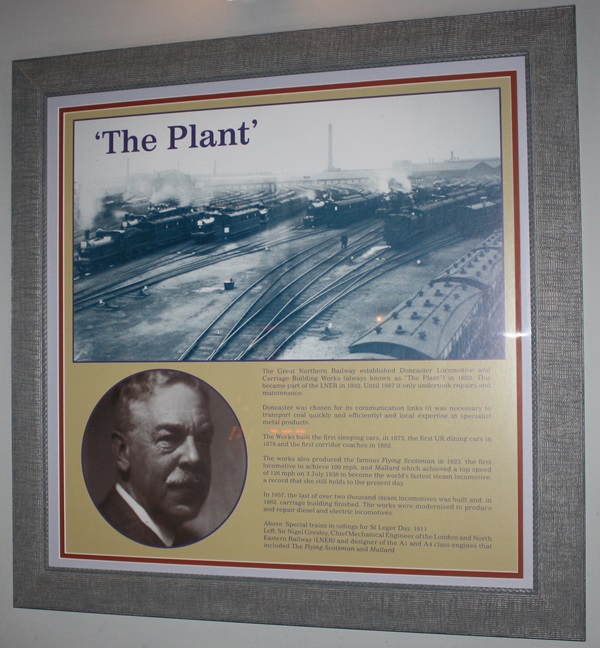 'The Plant'
The Great Northern Railway established Doncaster Locomotive and
Carriage Building Works (always known as "The Plant") in 1853. This
became part of the LNER in 1923. Until 1867 it only undertook repairs and
maintenance.
Doncaster was chosen for its communication links (it was necessary to
transport coal quickly and efficiently) and local expertise in specialist
metal products.
The Works built the first sleeping cars, in 1873, the first UK dining cars in
1879 and the first corridor coaches in 1882.
The works also produced the famous Flying Scotsman in 1923, the first
locomotive to achieve 100 mph, and Mallard which achieved a top speed
of 126 mph on 3 July 1938 to become the world's fastest steam locomotive,
a record that she still holds to the present day.
In 1957, the last of over two thousand steam locomotives was built and, in
1962, carriage building finished. The works were modernised to produce
and repair diesel and electric locomotives.
Above: Special trains in sidings for St Leger Day, 1911
Left: Sir Nigel Gresley, Chief Mechanical Engineer of the London and North
Eastern Railway (LNER) and designer of the A1 and A4 class engines that
included The Flying Scotsman and Mallard.